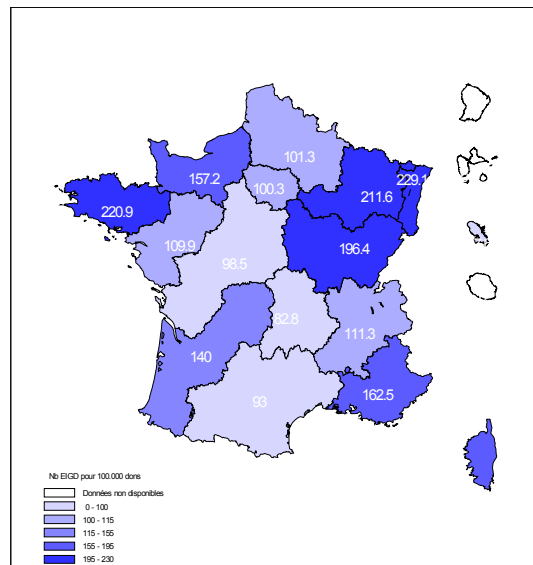 101.3
157.2
100.3
229.1
211.6
220.9
109.9
196.4
98.5
82.8
111.3
140
162.5
93
Nb EIGD pour 100.000 dons
Données non disponibles
0 - 100
100 - 115
115 - 155
155 - 195
195 - 230